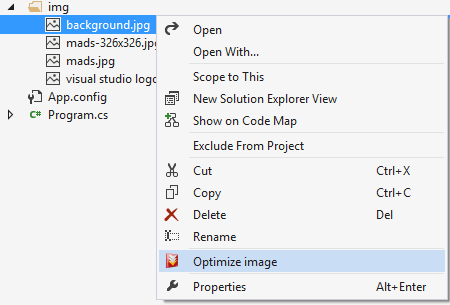 img
background.jpg
mads-326x326.jpg
mads.jpg
visual studio logo
App.config
C# Program.cs
Open
Open With...
Scope to This
New Solution Explorer View
Show on Code Map
Exclude From Project
Cut Ctrl+X
Copy Ctrl+C
Delete Del
Rename
Optimize image
Properties Alt+Enter